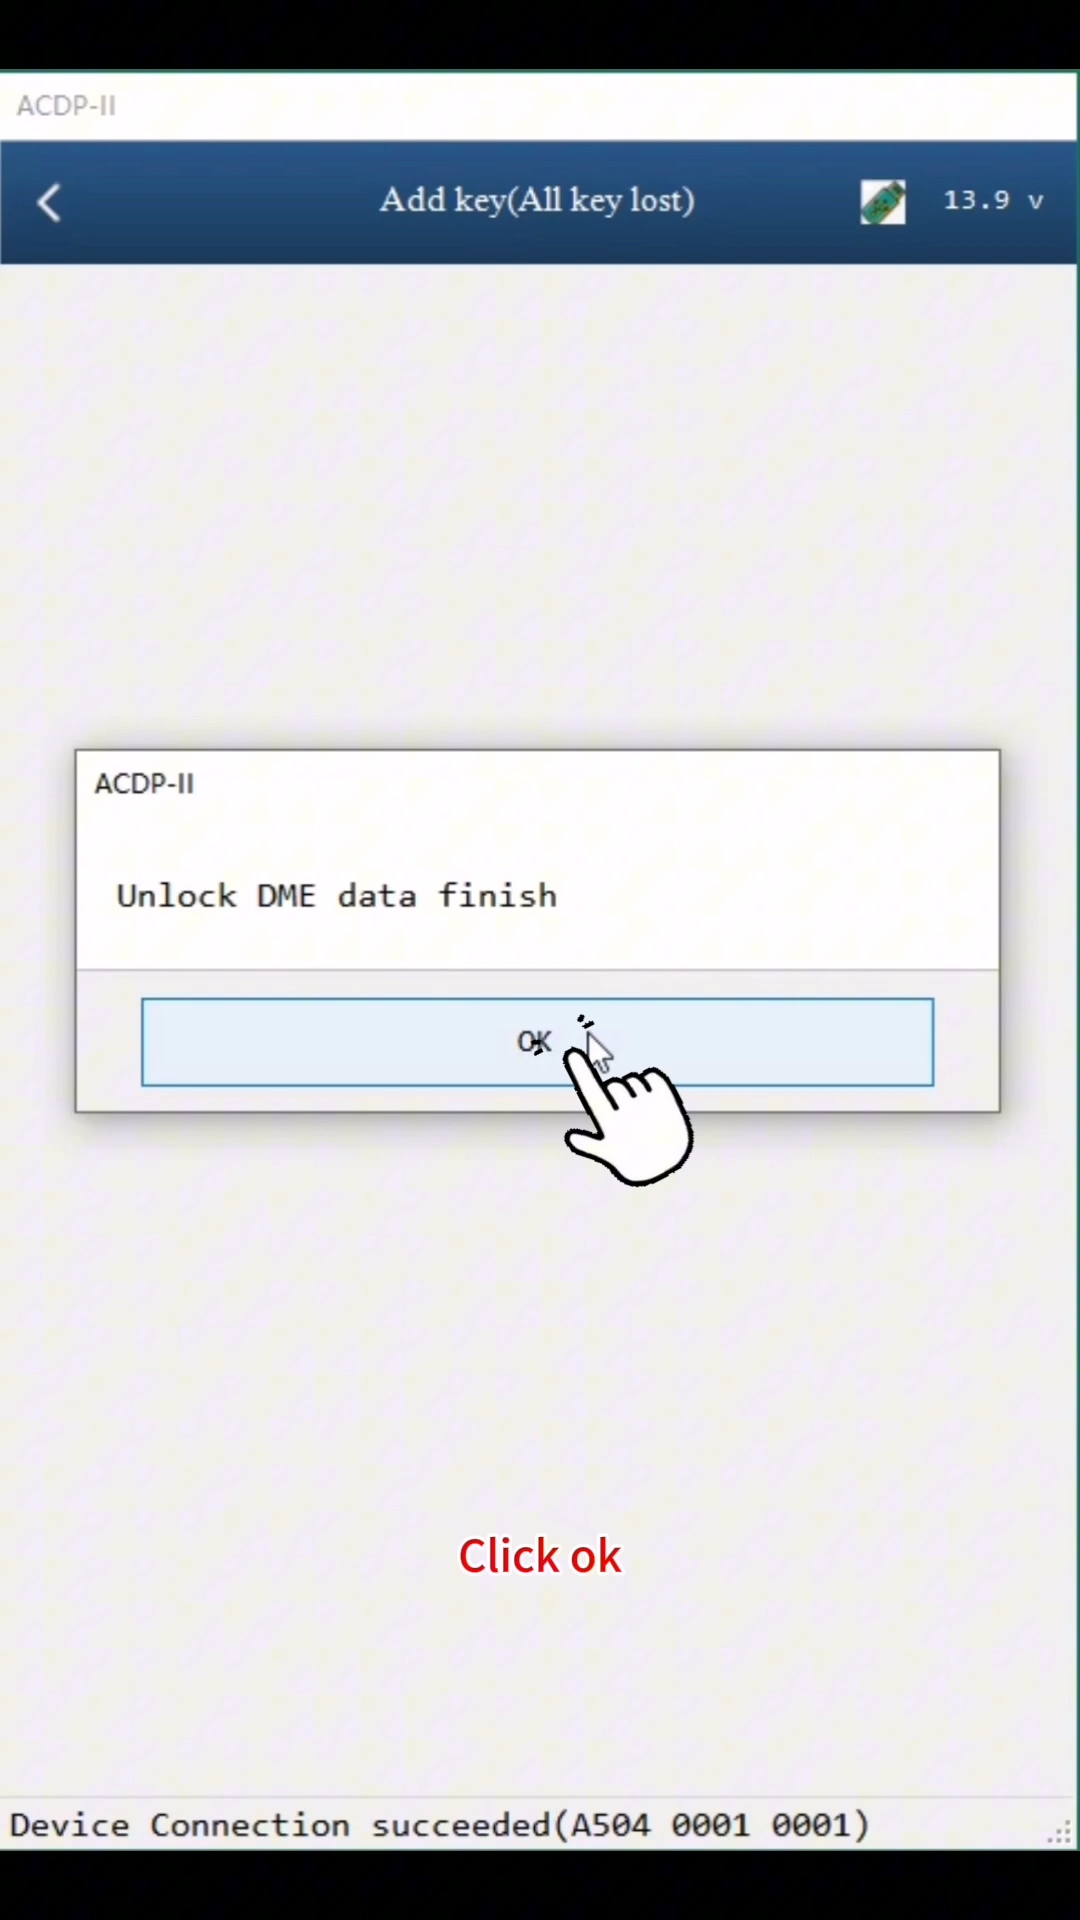 ACDP-II
Add key(All key lost)
13.9 v
ACDP-II
Unlock DME data finish
OK
Click ok
Device Connection succeeded(A504 0001 0001)